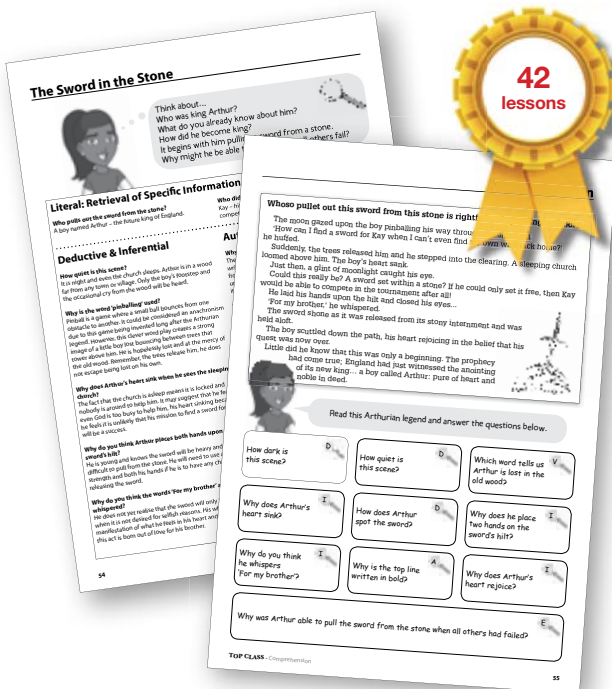 42
lessons
The Sword in the Stone
Think about...
Who was king Arthur?
What do you already know about him?
How did he become king?
It begins with him pulling sword from a stone.
Why might he be able others fail?
Literal: Retrieval of Specific Information
Who pulls out the sword from the stone?
A boy named Arthur – the future king of England.
Who did
Kay – hi
compet
Deductive & Inferential
Au
How quiet is this scene?
It is night and even the church sleeps. Arthur is in a wood
far from any town or village. Only the boy's footstep and
the occasional cry from the wood will be heard.
Why is the word 'pinballing' used?
Pinball is a game where a small ball bounces from one
obstacle to another. It could be considered an anachronism
due to this game being invented long after the Arthurian
legend. However, this clever word play creates a strong
image of a little boy lost bouncing between trees that
tower above him. He is hopelessly lost and at the mercy of
the old wood. Remember, the trees release him, he does
not escape being lost on his own.
Why does Arthur's heart sink when he sees the sleeping
church?
The fact that the church is asleep means it is locked and
nobody is around to help him. It may suggest that he fe
even God is too busy to help him, his heart sinking becau
he feels it is unlikely that his mission to find a sword for
will be a success.
Why do you think Arthur places both hands upon
sword's hilt?
He is young and knows the sword will be heavy and
difficult to pull from the stone. He will need to use
strength and both his hands if he is to have any ch
releasing the sword.
Why do you think the words 'For my brother' a
whispered?
He does not yet realise that the sword will only
when it is not desired for selfish reasons. His wh
manifestation of what he feels in his heart and
this act is born out of love for his brother.
54
Whoso pullet out this sword from this stone is right
The moon gazed upon the boy pinballing his way throu
'How can I find a sword for Kay when I can't even find own way back home?'
he huffed.
Suddenly, the trees released him and he stepped into the clearing. A sleeping church
loomed above him. The boy's heart sank.
Just then, a glint of moonlight caught his eye.
Could this really be? A sword set within a stone? If he could only set it free, then Kay
would be able to compete in the tournament after all!
He laid his hands upon the hilt and closed his eyes...
'For my brother,' he whispered.
The sword shone as it was released from its stony internment and was
held aloft.
The boy scuttled down the path, his heart rejoicing in the belief that his
quest was now over.
Little did he know that this was only a beginning. The prophecy
had come true; England had just witnessed the anointing
of its new king... a boy called Arthur: pure of heart and
noble in deed.
Read this Arthurian legend and answer the questions below.
How dark is
this scene?
D
How quiet is
this scene?
D
Which word tells us
Arthur is lost in the
old wood?
V
Why does Arthur's
heart sink?
I
How does Arthur
spot the sword?
D
Why does he place
two hands on the
sword's hilt?
I
Why do you think
he whispers
'For my brother'?
I
Why is the top line
written in bold?
A
Why does Arthur's
heart rejoice?
I
Why was Arthur able to pull the sword from the stone when all others had failed?
E
TOP CLASS - Comprehension
55